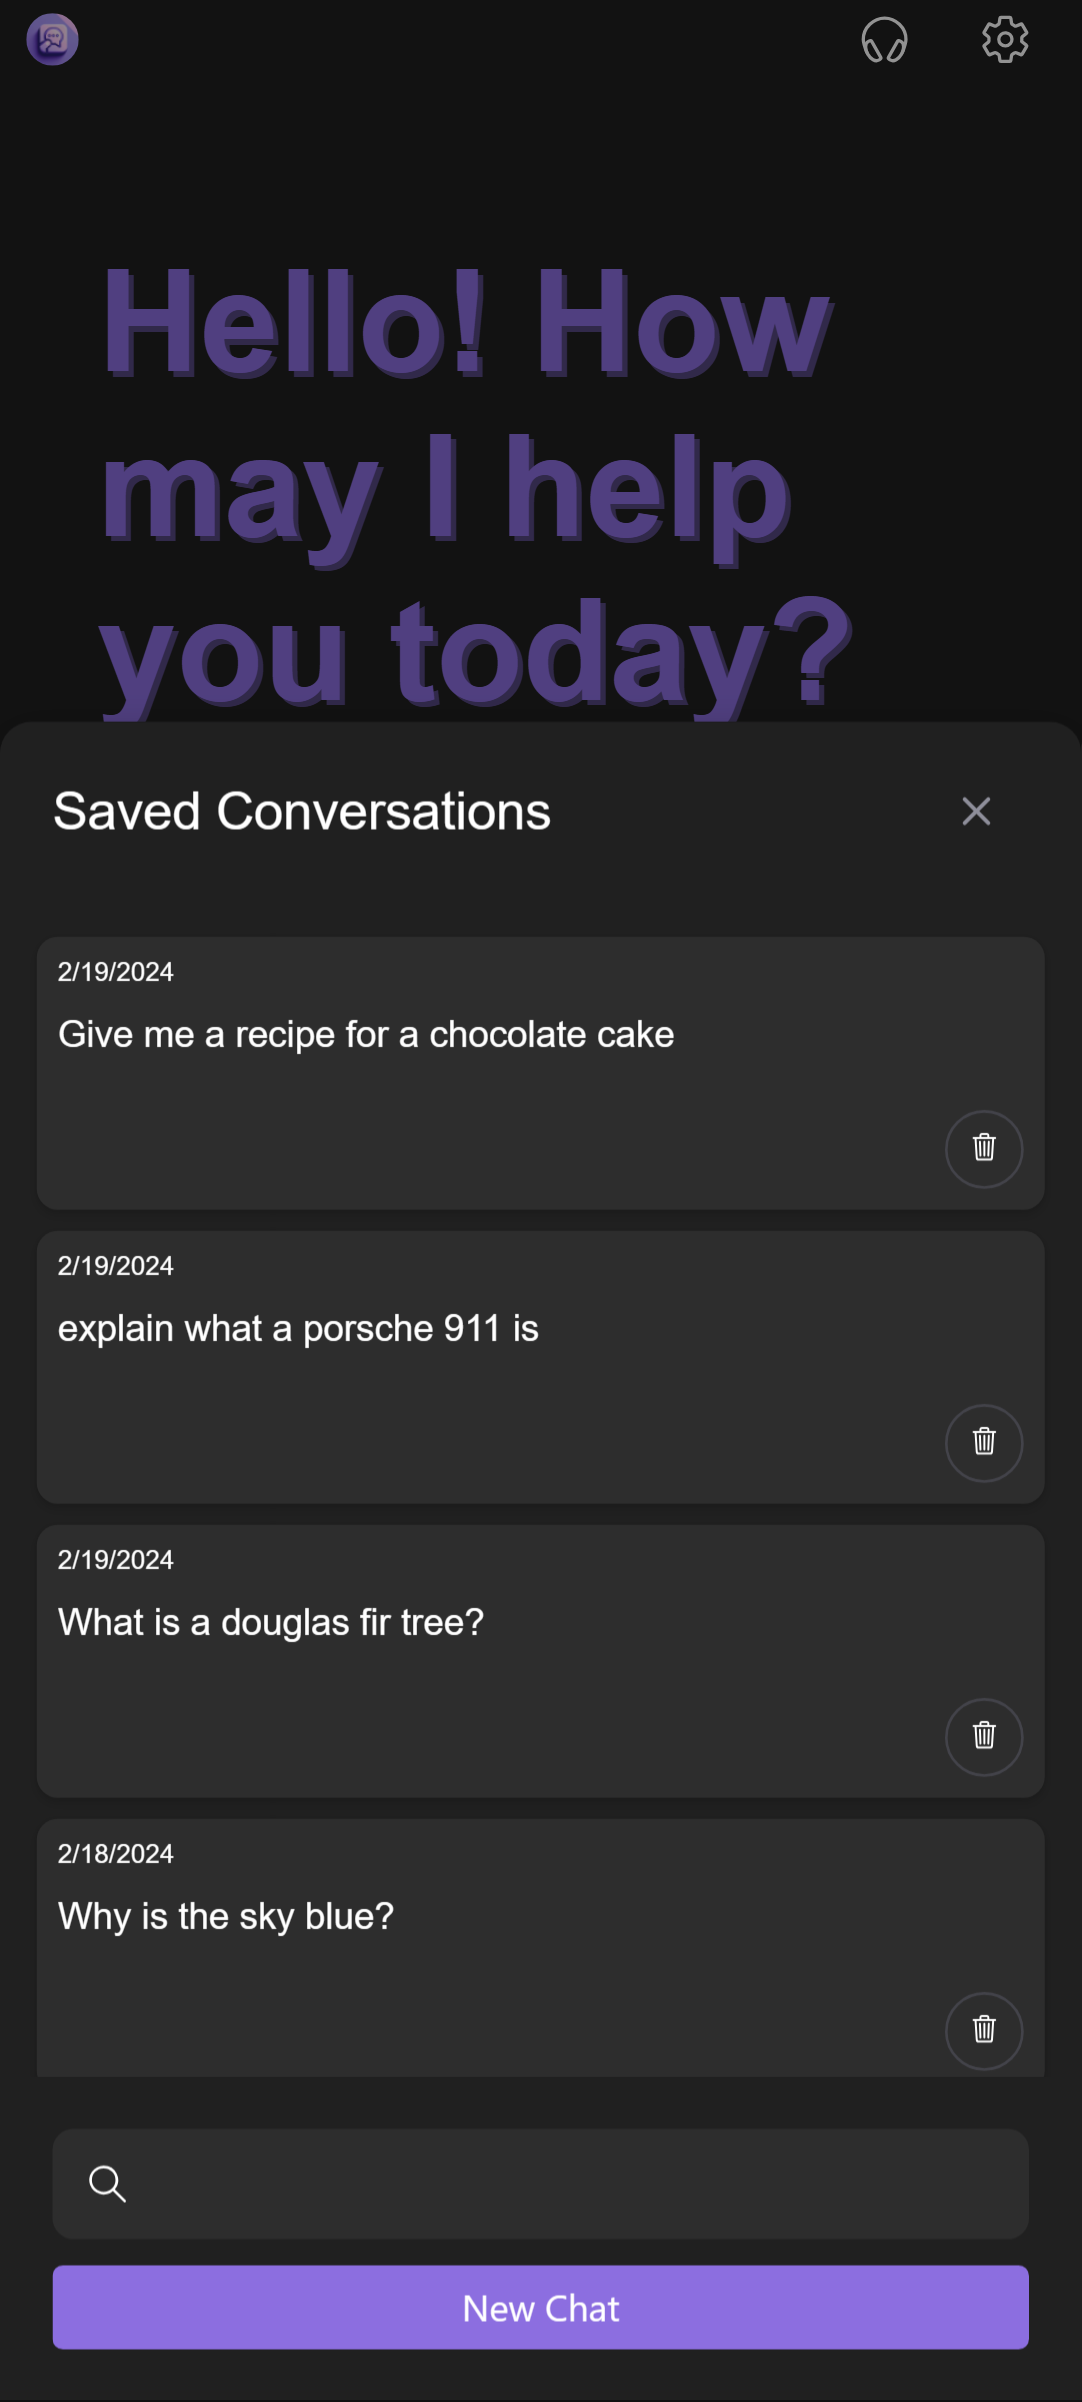 Hello! How
may I help
you today?
Saved Conversations
2/19/2024
Give me a recipe for a chocolate cake
2/19/2024
explain what a porsche 911 is
2/19/2024
What is a douglas fir tree?
2/18/2024
Why is the sky blue?
New Chat